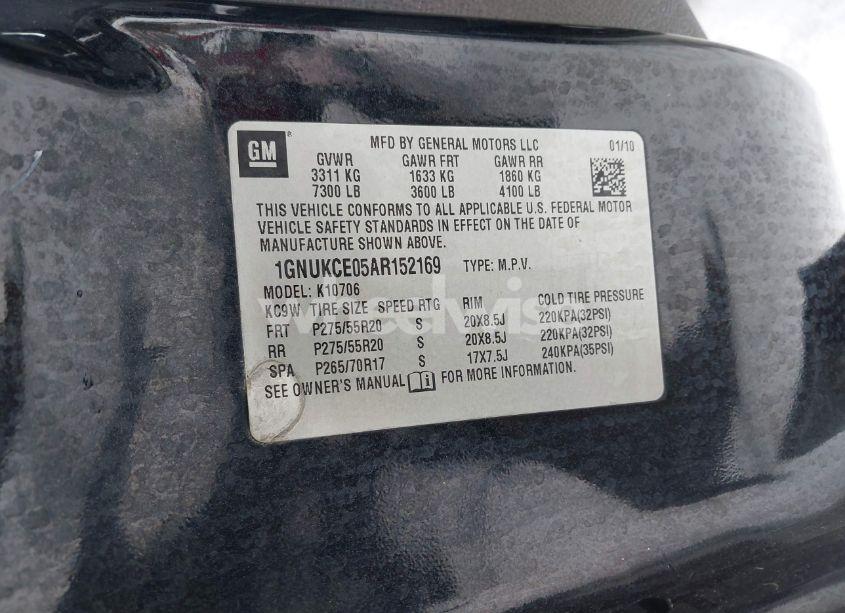 GM ® MFD BY GENERAL MOTORS LLC 01/10
GVWR GAWR FRT GAWR RR
3311 KG 1633 KG 1860 KG
7300 LB 3600 LB 4100 LB
THIS VEHICLE CONFORMS TO ALL APPLICABLE U.S. FEDERAL MOTOR
VEHICLE SAFETY STANDARDS IN EFFECT ON THE DATE OF
MANUFACTURE SHOWN ABOVE.
1GNUKCE05AR152169 TYPE: M.P.V.
MODEL: K10706
KC9W TIRE SIZE SPEED RTG RIM COLD TIRE PRESSURE
FRT P275/55R20 S 20X8.5J 220KPA(32PSI)
RR P275/55R20 S 20X8.5J 220KPA(32PSI)
SPA P265/70R17 S 17X7.5J 240KPA(35PSI)
SEE OWNER'S MANUAL FOR MORE INFORMATION.